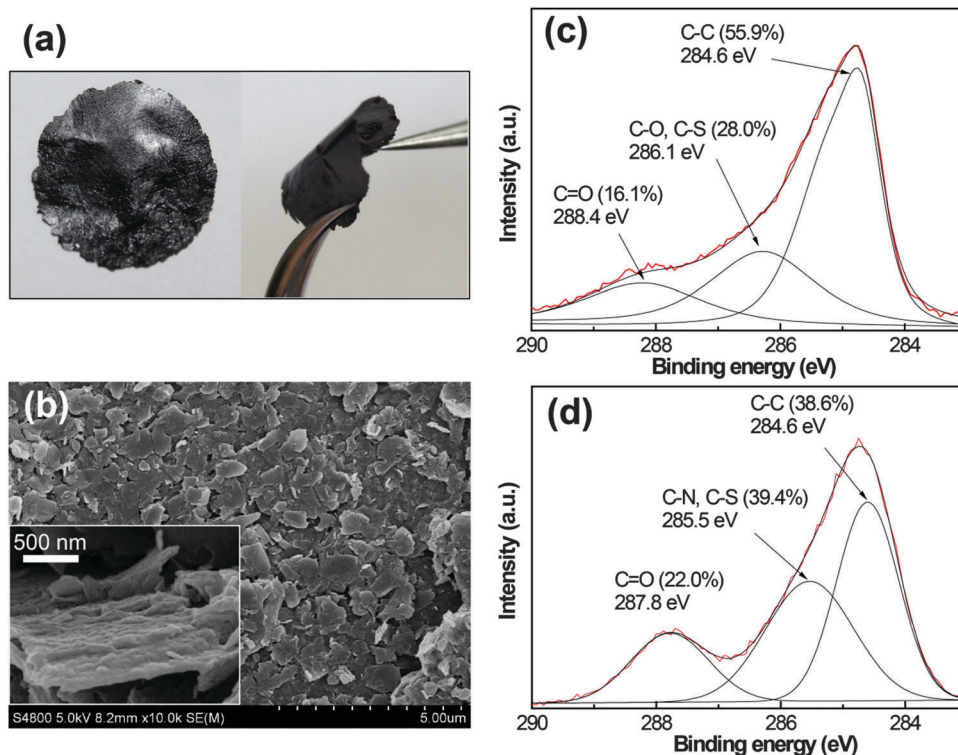 (a)
(b)
500 nm
S4800 5.0kV 8.2mm x10.0k SE(M)
5.00um
(c)
C-C (55.9%)
284.6 eV
C-O, C-S (28.0%)
286.1 eV
C=O (16.1%)
288.4 eV
Intensity (a.u.)
290
288
286
284
Binding energy (eV)
(d)
C-C (38.6%)
284.6 eV
C-N, C-S (39.4%)
285.5 eV
C=O (22.0%)
287.8 eV
Intensity (a.u.)
290
288
286
284
Binding energy (eV)